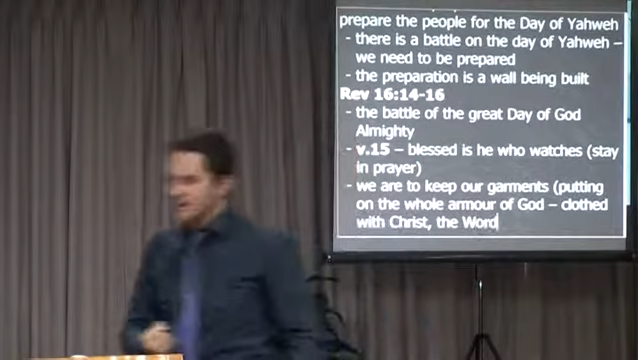 prepare the people for the Day of Yahweh
- there is a battle on the day of Yahweh –
we need to be prepared
- the preparation is a wall being built
Rev 16:14-16
- the battle of the great Day of God
Almighty
- v.15 – blessed is he who watches (stay
in prayer)
- we are to keep our garments (putting
on the whole armour of God – clothed
with Christ, the Word